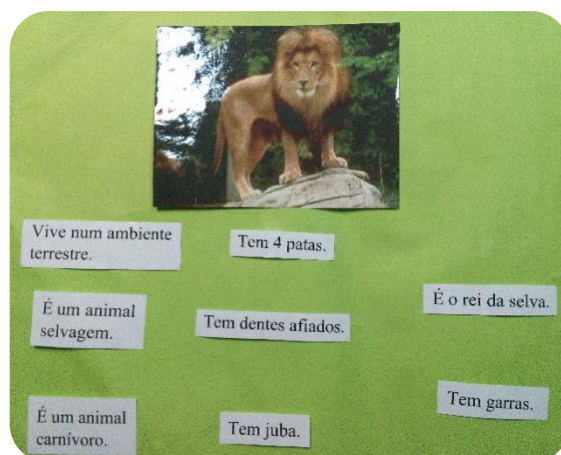 Vive num ambiente
terrestre.
Tem 4 patas.
É um animal
selvagem.
Tem dentes afiados.
É o rei da selva.
É um animal
carnívoro.
Tem juba.
Tem garras.